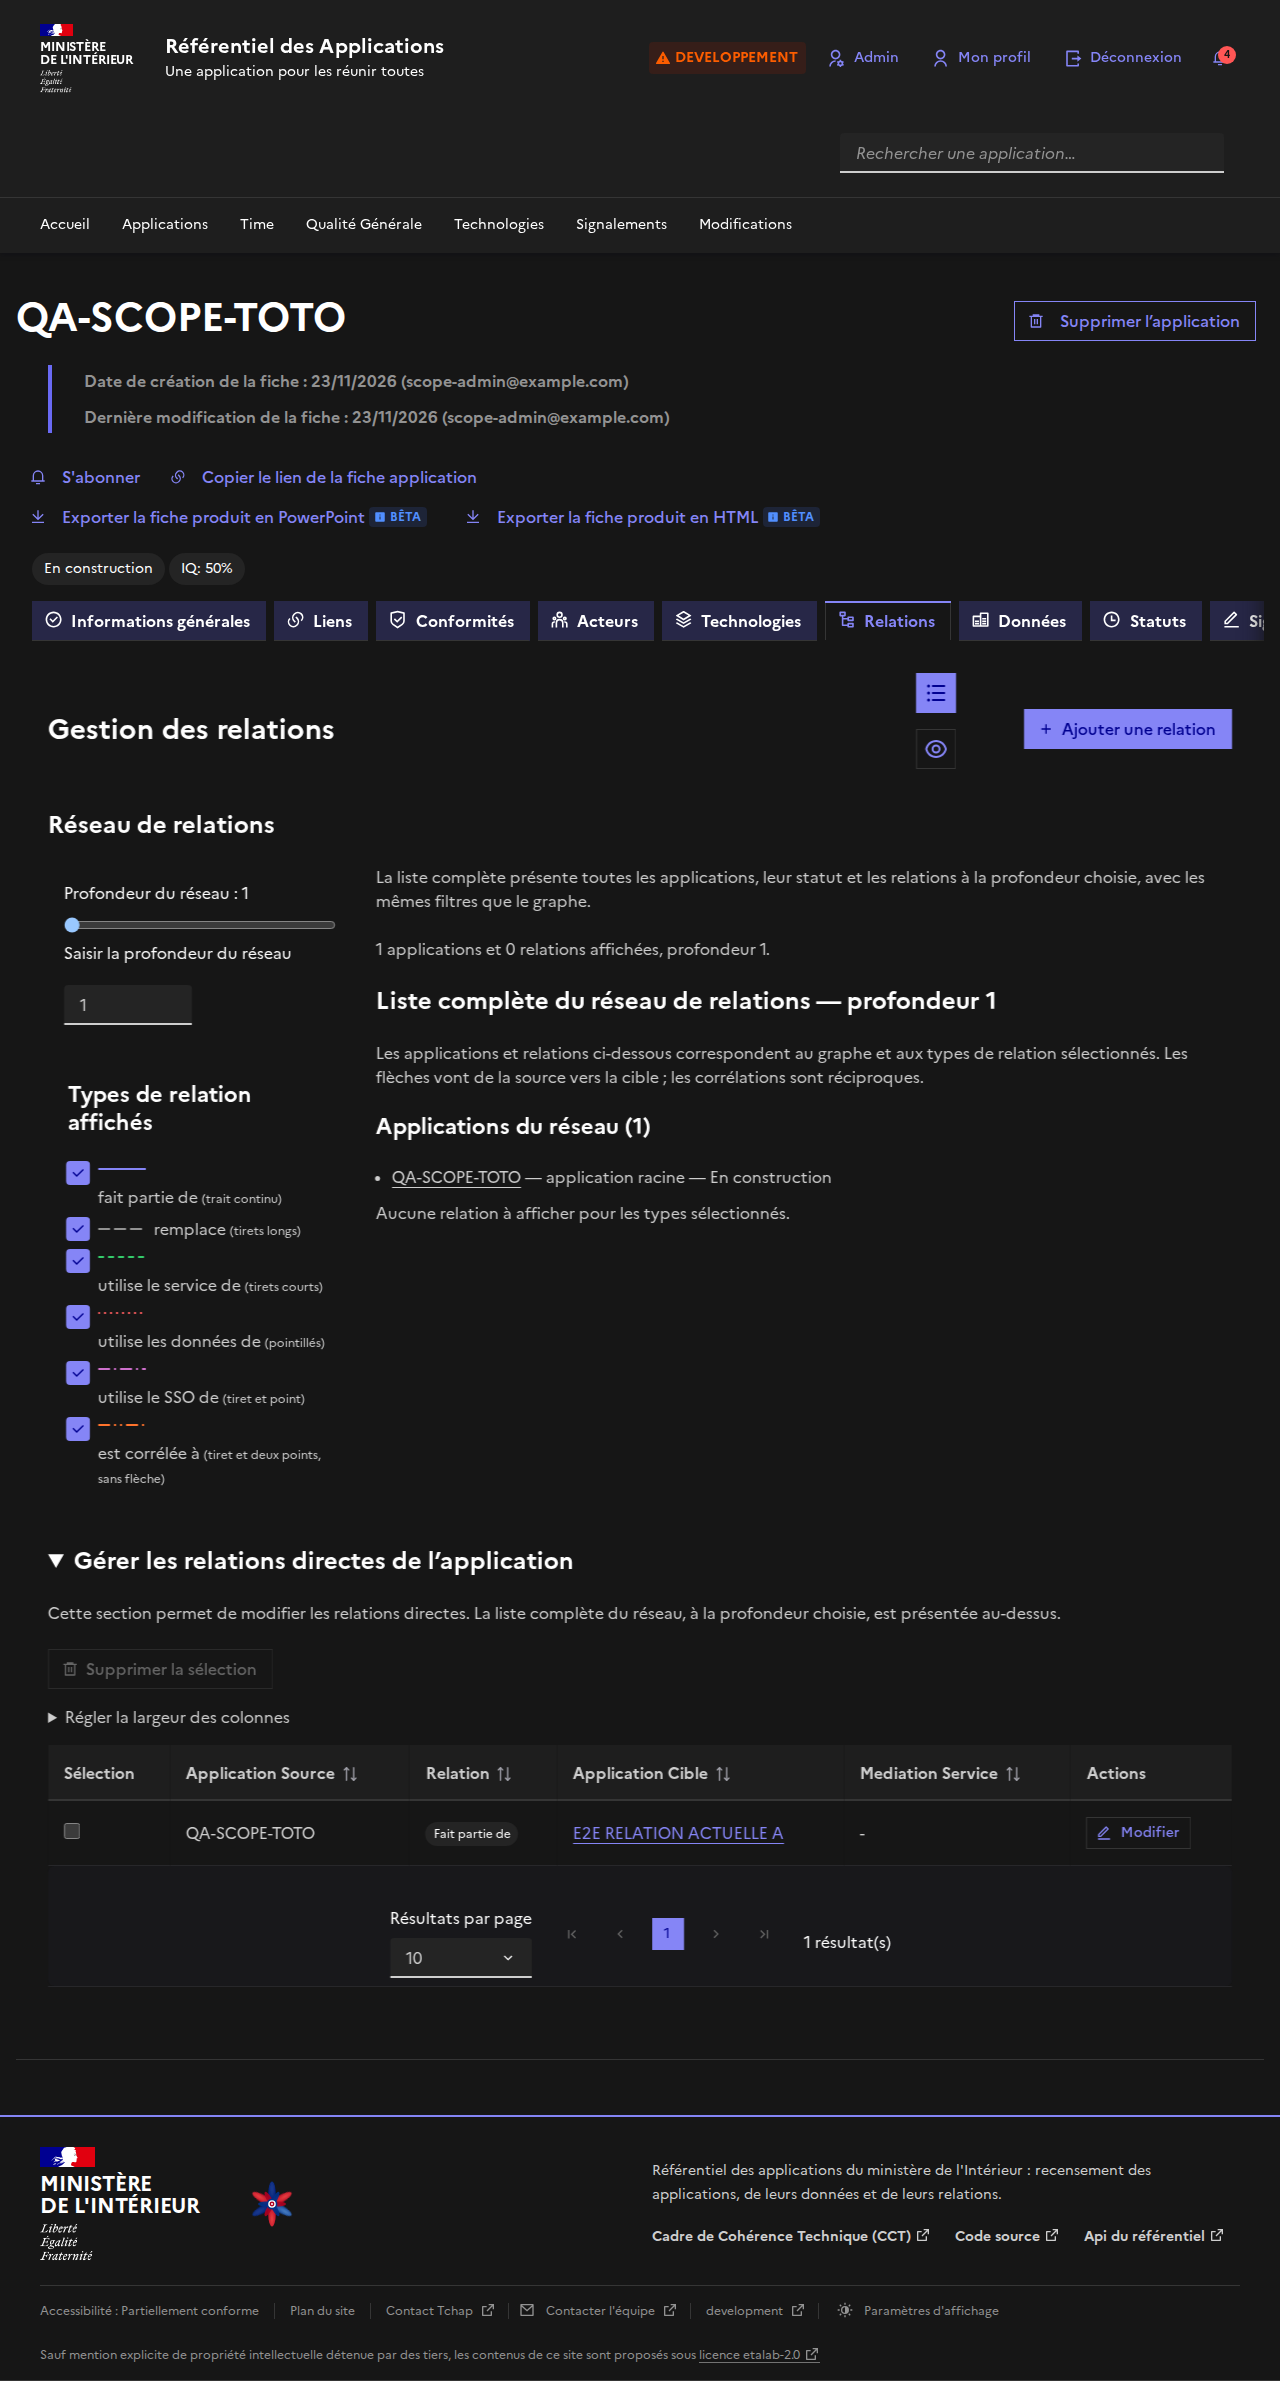 MINISTÈRE
DE L'INTÉRIEUR
Liberté
Égalité
Fraternité
Référentiel des Applications
Une application pour les réunir toutes
DEVELOPPEMENT
Admin
Mon profil
Déconnexion
4
Rechercher une application...
Accueil Applications Time Qualité Générale Technologies Signalements Modifications
QA-SCOPE-TOTO
Supprimer l’application
Date de création de la fiche : 23/11/2026 (scope-admin@example.com)
Dernière modification de la fiche : 23/11/2026 (scope-admin@example.com)
S'abonner Copier le lien de la fiche application
Exporter la fiche produit en PowerPoint BÊTA Exporter la fiche produit en HTML BÊTA
En construction IQ: 50%
Informations générales Liens Conformités Acteurs Technologies Relations Données Statuts
Gestion des relations
Ajouter une relation
Réseau de relations
Profondeur du réseau : 1
Saisir la profondeur du réseau
1
Types de relation
affichés
fait partie de (trait continu)
remplace (tirets longs)
utilise le service de (tirets courts)
utilise les données de (pointillés)
utilise le SSO de (tiret et point)
est corrélée à (tiret et deux points,
sans flèche)
La liste complète présente toutes les applications, leur statut et les relations à la profondeur choisie, avec les
mêmes filtres que le graphe.
1 applications et 0 relations affichées, profondeur 1.
Liste complète du réseau de relations — profondeur 1
Les applications et relations ci-dessous correspondent au graphe et aux types de relation sélectionnés. Les
flèches vont de la source vers la cible ; les corrélations sont réciproques.
Applications du réseau (1)
• QA-SCOPE-TOTO — application racine — En construction
Aucune relation à afficher pour les types sélectionnés.
▼ Gérer les relations directes de l’application
Cette section permet de modifier les relations directes. La liste complète du réseau, à la profondeur choisie, est présentée au-dessus.
Supprimer la sélection
▶ Régler la largeur des colonnes
Sélection Application Source Relation Application Cible Mediation Service Actions
QA-SCOPE-TOTO Fait partie de E2E RELATION ACTUELLE A - Modifier
Résultats par page
10
1
1 résultat(s)
MINISTÈRE
DE L'INTÉRIEUR
Liberté
Égalité
Fraternité
Référentiel des applications du ministère de l'Intérieur : recensement des
applications, de leurs données et de leurs relations.
Cadre de Cohérence Technique (CCT) Code source Api du référentiel
Accessibilité : Partiellement conforme Plan du site Contact Tchap Contacter l'équipe development Paramètres d'affichage
Sauf mention explicite de propriété intellectuelle détenue par des tiers, les contenus de ce site sont proposés sous licence etalab-2.0